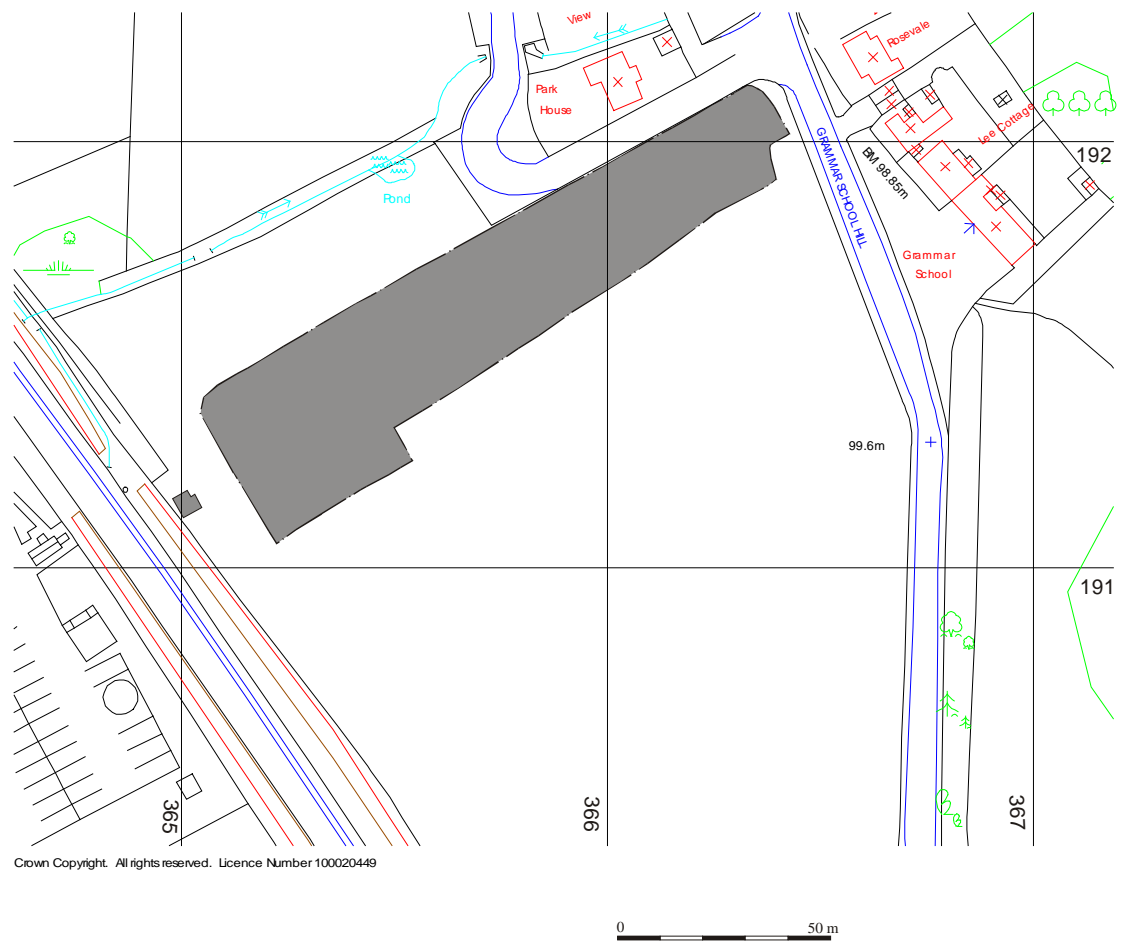 View
Rosevale
Park
House
Lee Cottage
GRAMMAR SCHOOL HILL
BM 98.85m
192
Pond
Grammar
School
99.6m
191
365
366
367
Crown Copyright. All rights reserved. Licence Number 100020449
0 50 m